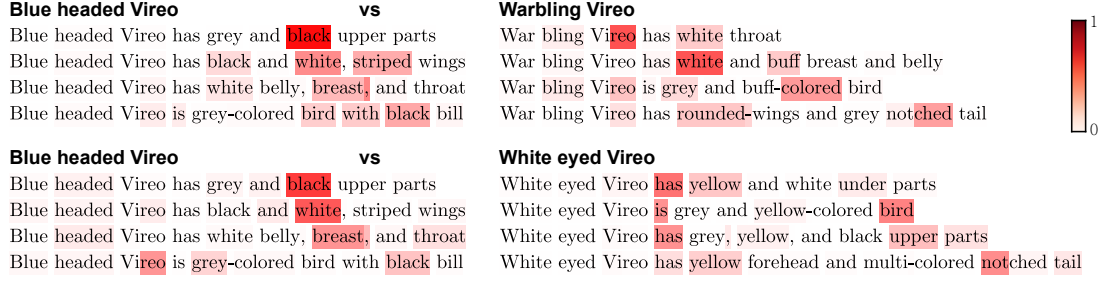 Blue headed Vireo vs Warbling Vireo
Blue headed Vireo has grey and black upper parts
Blue headed Vireo has black and white, striped wings
Blue headed Vireo has white belly, breast, and throat
Blue headed Vireo is grey-colored bird with black bill
War bling Vireo has white throat
War bling Vireo has white and buff breast and belly
War bling Vireo is grey and buff-colored bird
War bling Vireo has rounded-wings and grey notched tail
1
0
Blue headed Vireo vs White eyed Vireo
Blue headed Vireo has grey and black upper parts
Blue headed Vireo has black and white, striped wings
Blue headed Vireo has white belly, breast, and throat
Blue headed Vireo is grey-colored bird with black bill
White eyed Vireo has yellow and white under parts
White eyed Vireo is grey and yellow-colored bird
White eyed Vireo has grey, yellow, and black upper parts
White eyed Vireo has yellow forehead and multi-colored notched tail